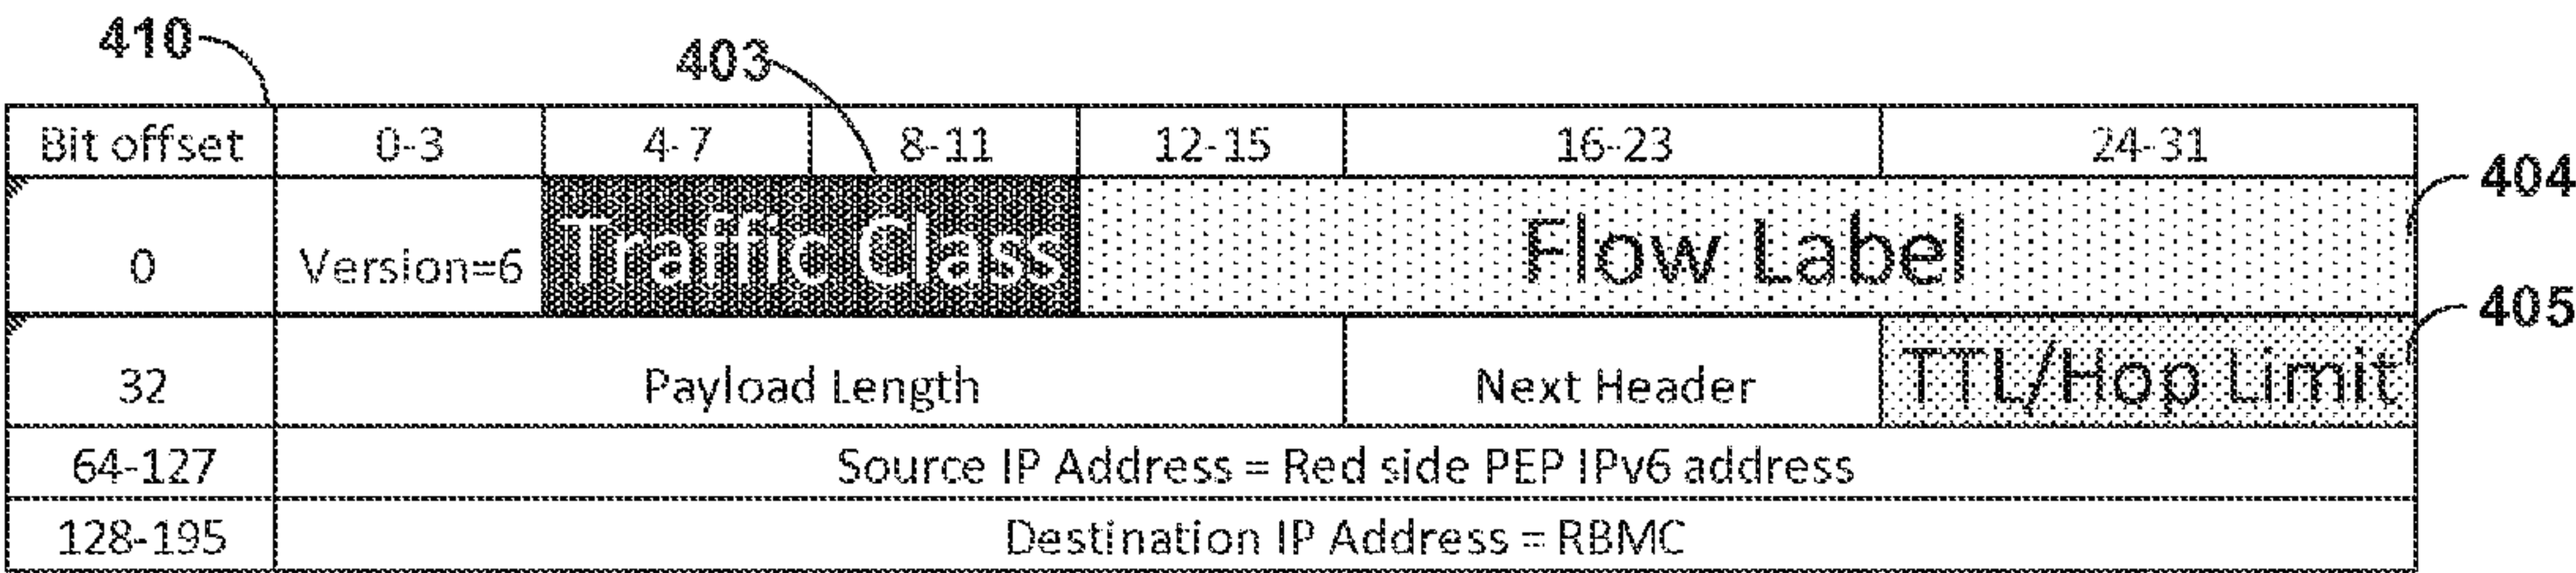 410
403
Bit offset 0-3 4-7 8-11 12-15 16-23 24-31
404
0 Version=6 Traffic Class Flow Label
405
32 Payload Length Next Header TTL/Hop Limit
64-127 Source IP Address = Red side PEP IPv6 address
128-195 Destination IP Address = RBMC